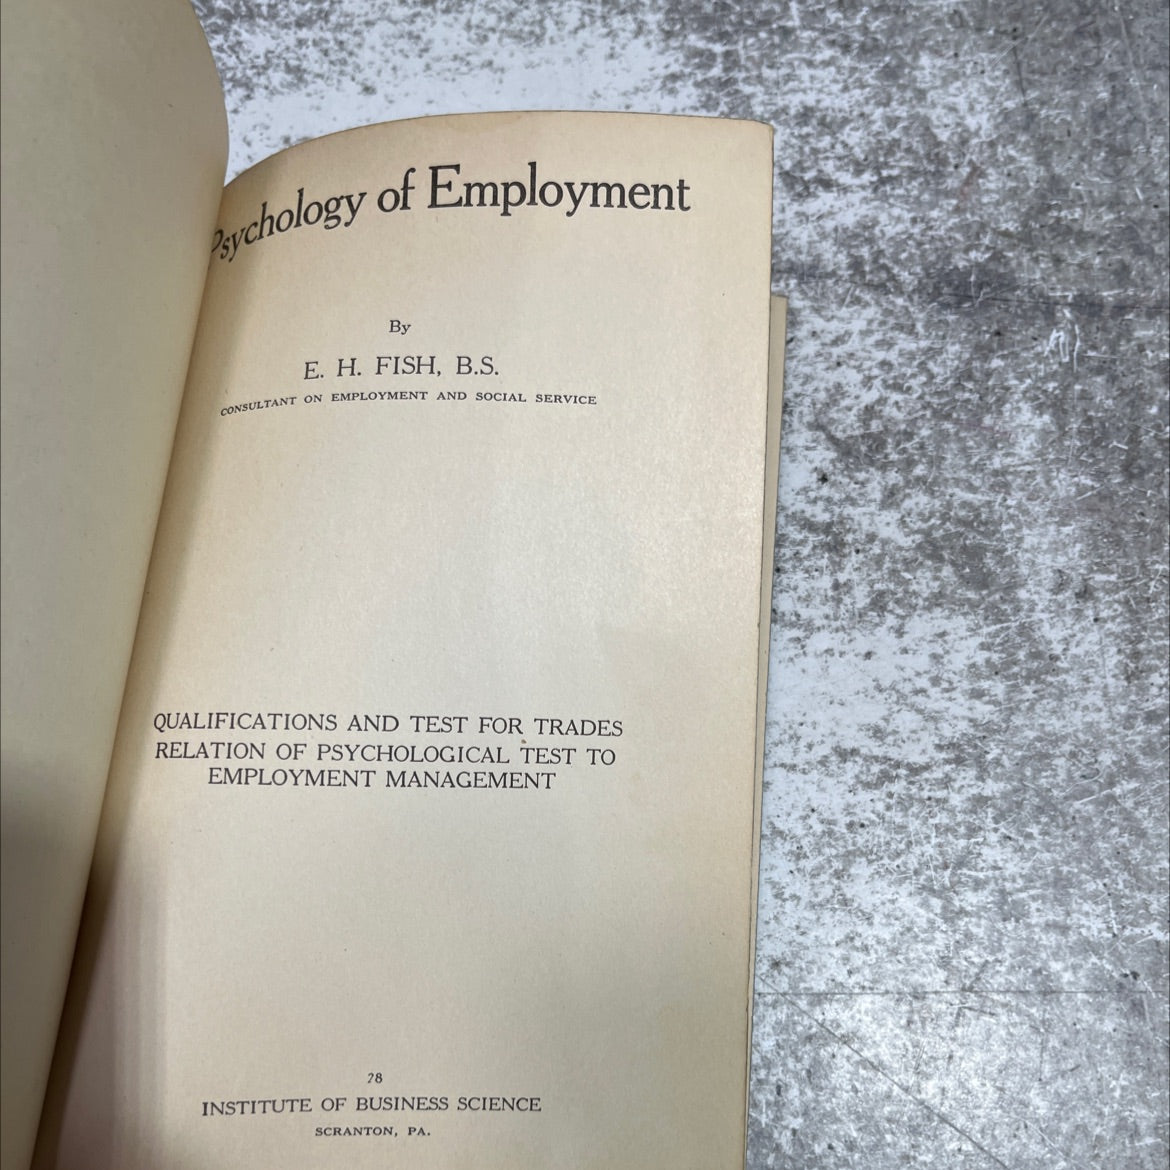 Psychology of Employment
By
E. H. FISH, B.S.
CONSULTANT ON EMPLOYMENT AND SOCIAL SERVICE
QUALIFICATIONS AND TEST FOR TRADES
RELATION OF PSYCHOLOGICAL TEST TO
EMPLOYMENT MANAGEMENT
78
INSTITUTE OF BUSINESS SCIENCE
SCRANTON, PA.